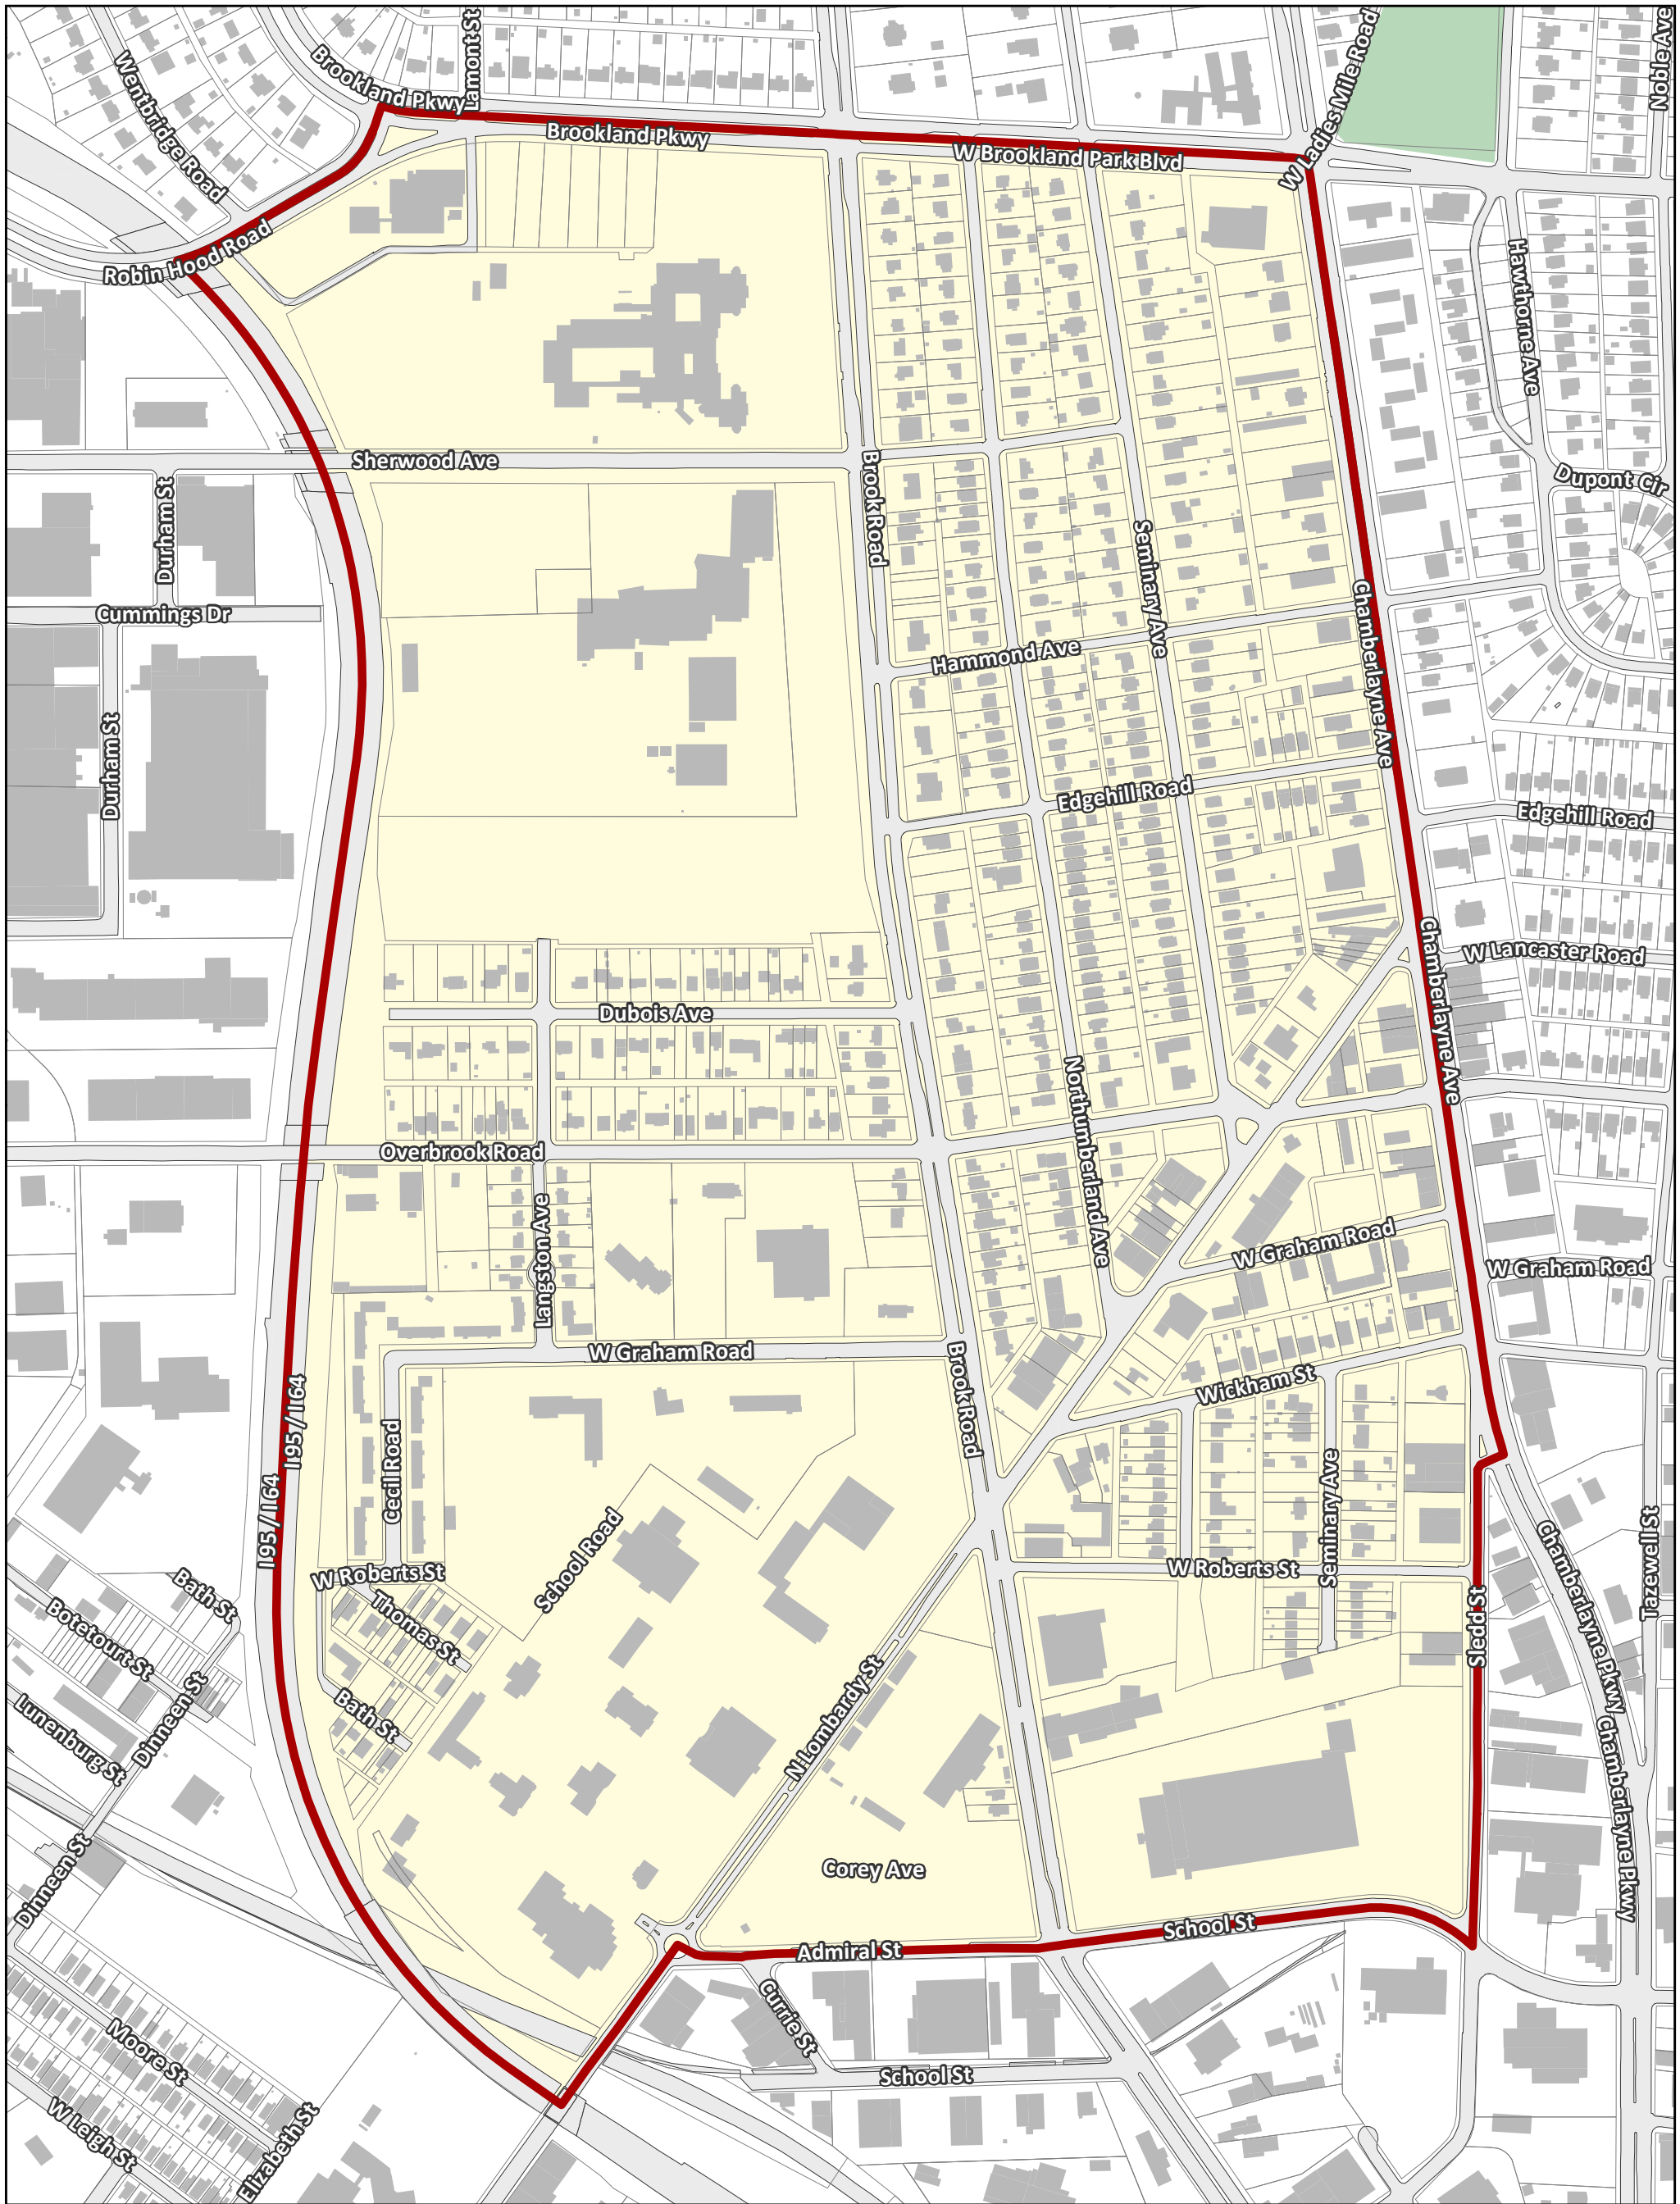 Lamont St
Noble Ave
W Ladies Mile Road
Brookland Pkwy
Wentbridge Road
Brookland Pkwy
W Brookland Park Blvd
Robin Hood Road
Hawthorne Ave
Sherwood Ave
Brook Road
Dupont Cir
Durham St
Seminary Ave
Cummings Dr
Hammond Ave
Chamberlayne Ave
Durham St
Edgehill Road
Edgehill Road
W Lancaster Road
Dubois Ave
Chamberlayne Ave
Northumberland Ave
Overbrook Road
Langston Ave
W Graham Road
W Graham Road
W Graham Road
Brook Road
Wickham St
I 95 / I 64
Cecil Road
I 95 / I 64
Seminary Ave
School Road
W Roberts St
W Roberts St
Chamberlayne Pkwy
Tazewell St
Bath St
Thomas St
Botetourt St
Sledd St
Bath St
Dinneen St
N Lombardy St
Lunenburg St
Chamberlayne Pkwy
Corey Ave
Dinneen St
School St
Admiral St
Currie St
Moore St
School St
W Leigh St
Elizabeth St